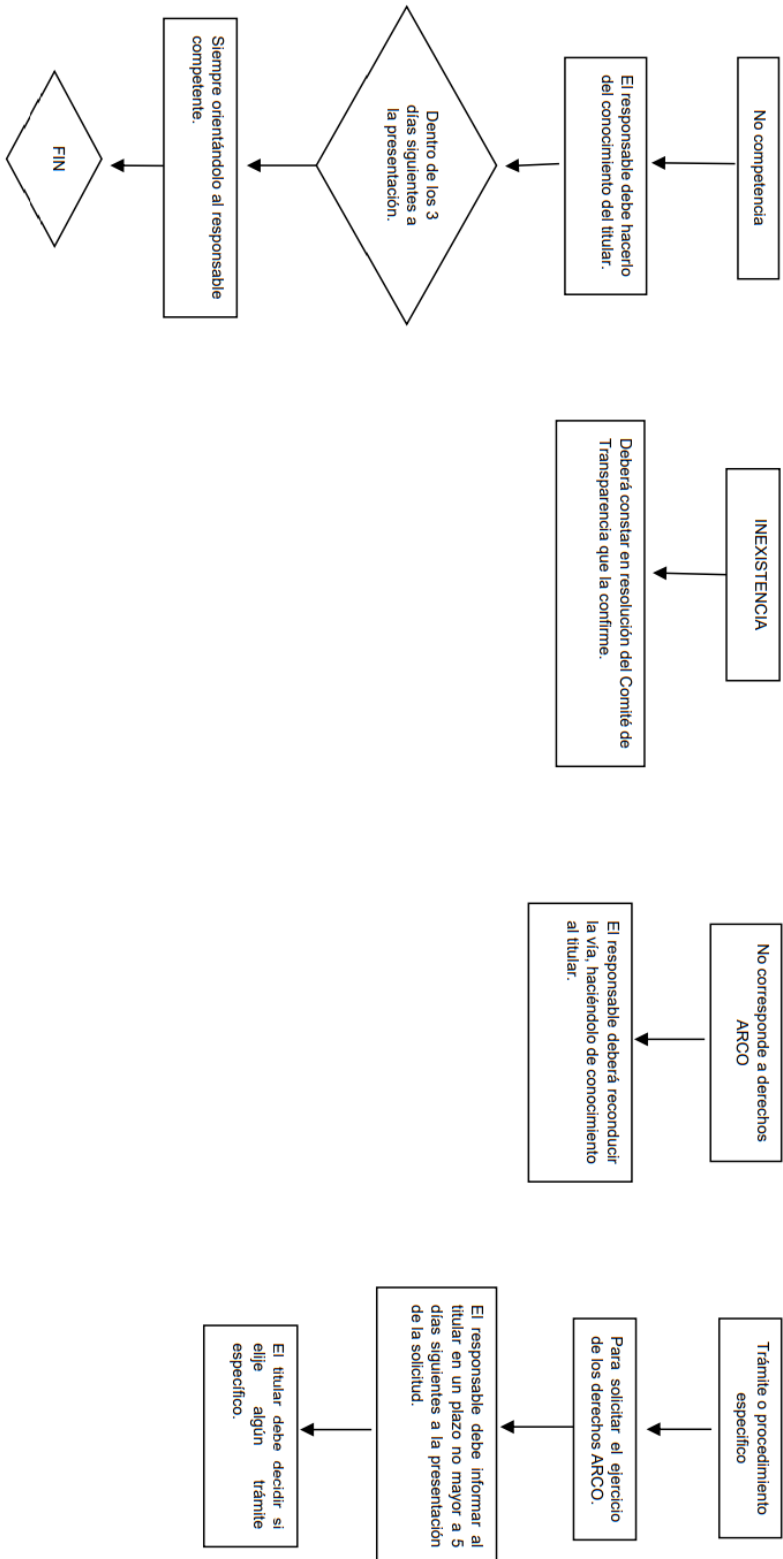 No competencia
El responsable debe hacerlo
del conocimiento del titular.
Dentro de los 3
días siguientes a
la presentación.
Siempre orientándolo al responsable
competente.
FIN
INEXISTENCIA
Deberá constar en resolución del Comité de
Transparencia que la confirme.
No corresponde a derechos
ARCO
El responsable deberá reconducir
la vía, haciéndolo de conocimiento
al titular.
Trámite o procedimiento
especifico
Para solicitar el ejercicio
de los derechos ARCO.
El responsable debe informar al
titular en un plazo no mayor a 5
días siguientes a la presentación
de la solicitud.
El titular debe decidir si
elije algún trámite
específico.